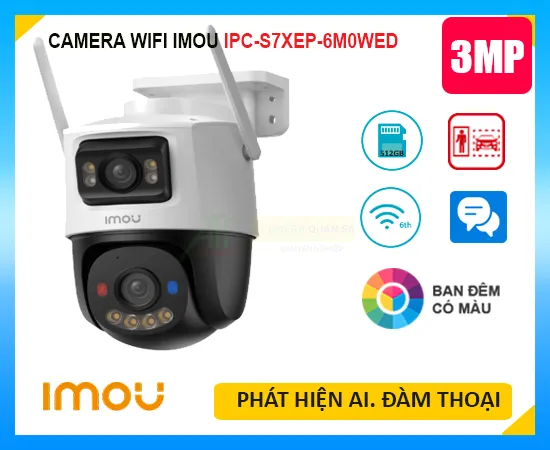 CAMERA WIFI IMOU IPC-S7XEP-6M0WED
3MP
512GB
6th
imou
BAN ĐÊM
CÓ MÀU
imou
PHÁT HIỆN AI. ĐÀM THOẠI